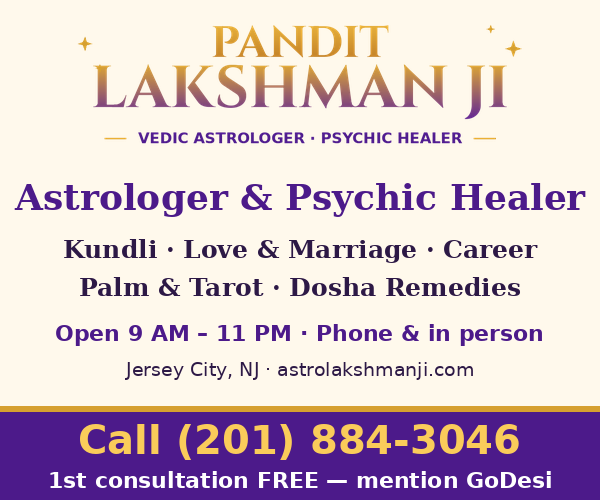 PANDIT
LAKSHMAN JI
VEDIC ASTROLOGER · PSYCHIC HEALER
Astrologer & Psychic Healer
Kundli · Love & Marriage · Career
Palm & Tarot · Dosha Remedies
Open 9 AM – 11 PM · Phone & in person
Jersey City, NJ · astrolakshmanji.com
Call (201) 884-3046
1st consultation FREE — mention GoDesi